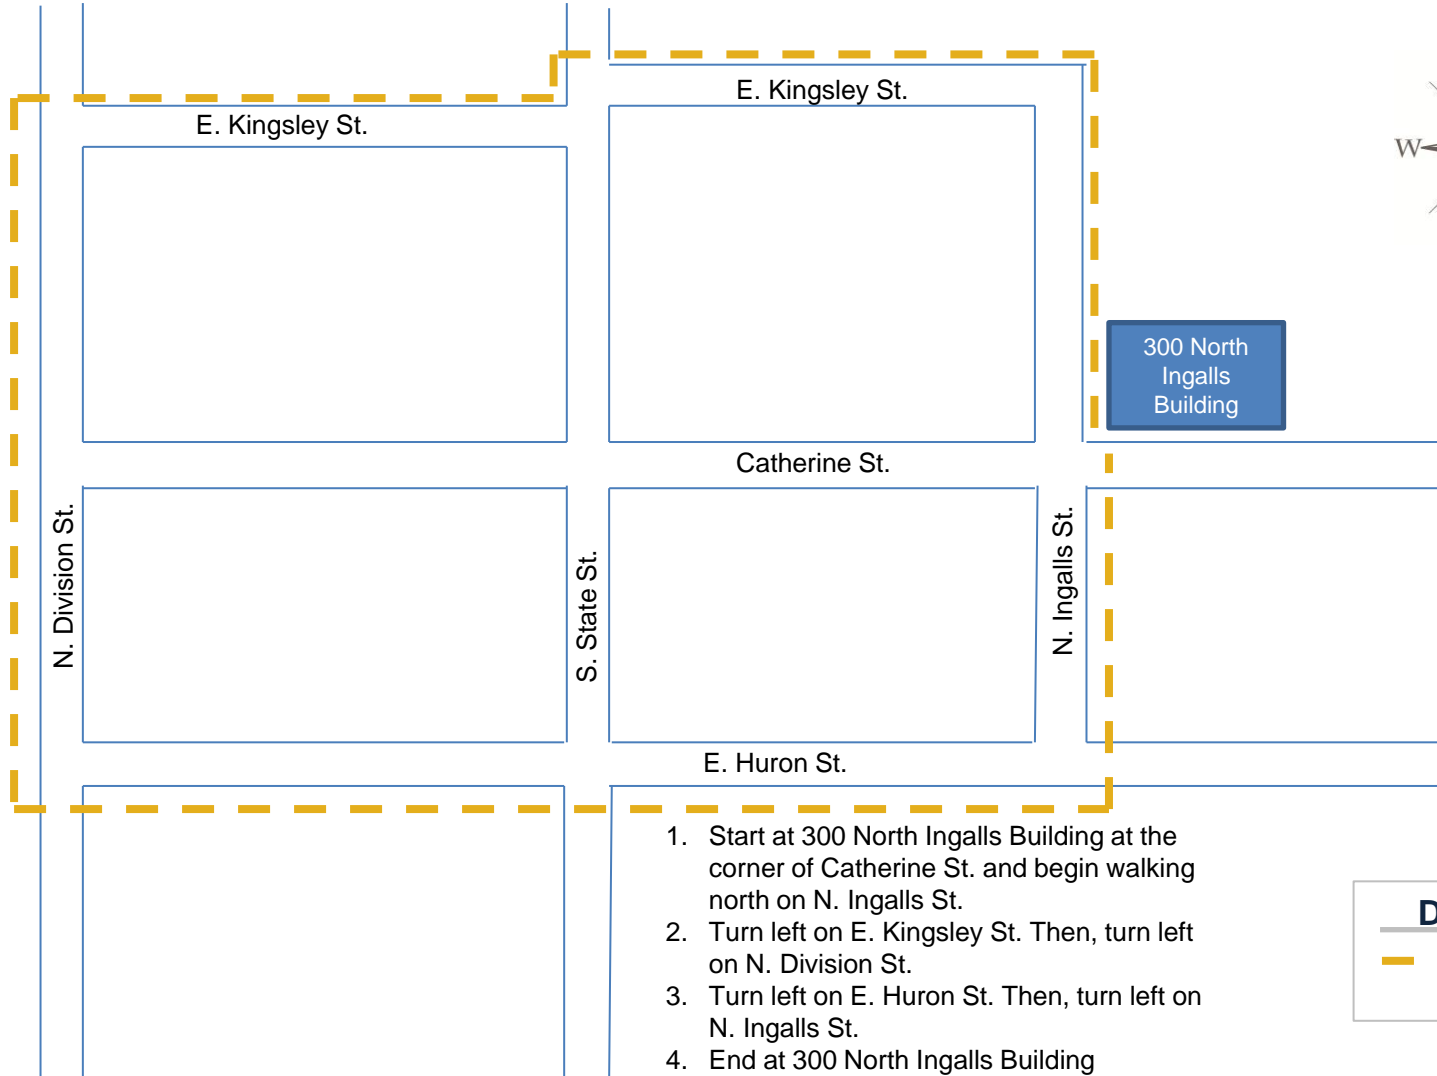 E. Kingsley St.
E. Kingsley St.
W
300 North
Ingalls
Building
Catherine St.
N. Division St.
S. State St.
N. Ingalls St.
E. Huron St.
1. Start at 300 North Ingalls Building at the
corner of Catherine St. and begin walking
north on N. Ingalls St.
2. Turn left on E. Kingsley St. Then, turn left
on N. Division St.
3. Turn left on E. Huron St. Then, turn left on
N. Ingalls St.
4. End at 300 North Ingalls Building